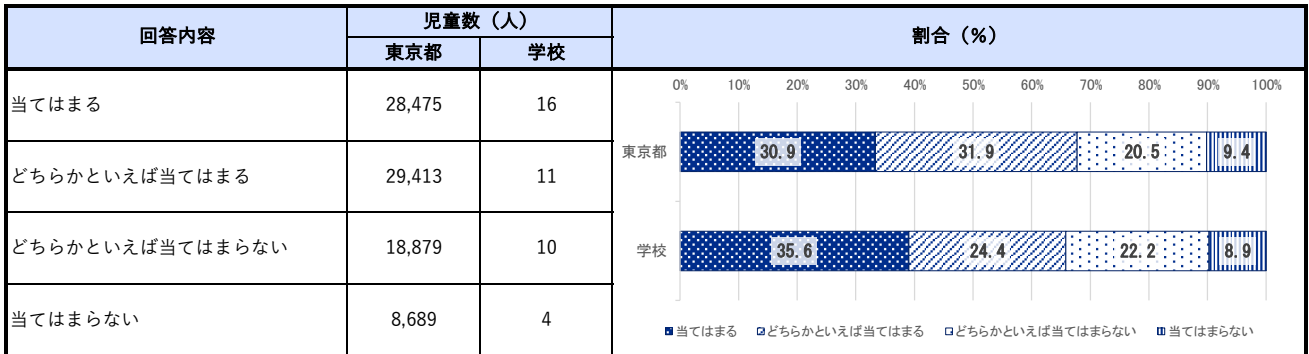 回答内容 児童数（人） 割合（%）
東京都 学校
当てはまる 28,475 16
どちらかといえば当てはまる 29,413 11
どちらかといえば当てはまらない 18,879 10
当てはまらない 8,689 4
0% 10% 20% 30% 40% 50% 60% 70% 80% 90% 100%
東京都 30.9 31.9 20.5 9.4
学校 35.6 24.4 22.2 8.9
当てはまる どちらかといえば当てはまる どちらかといえば当てはまらない 当てはまらない